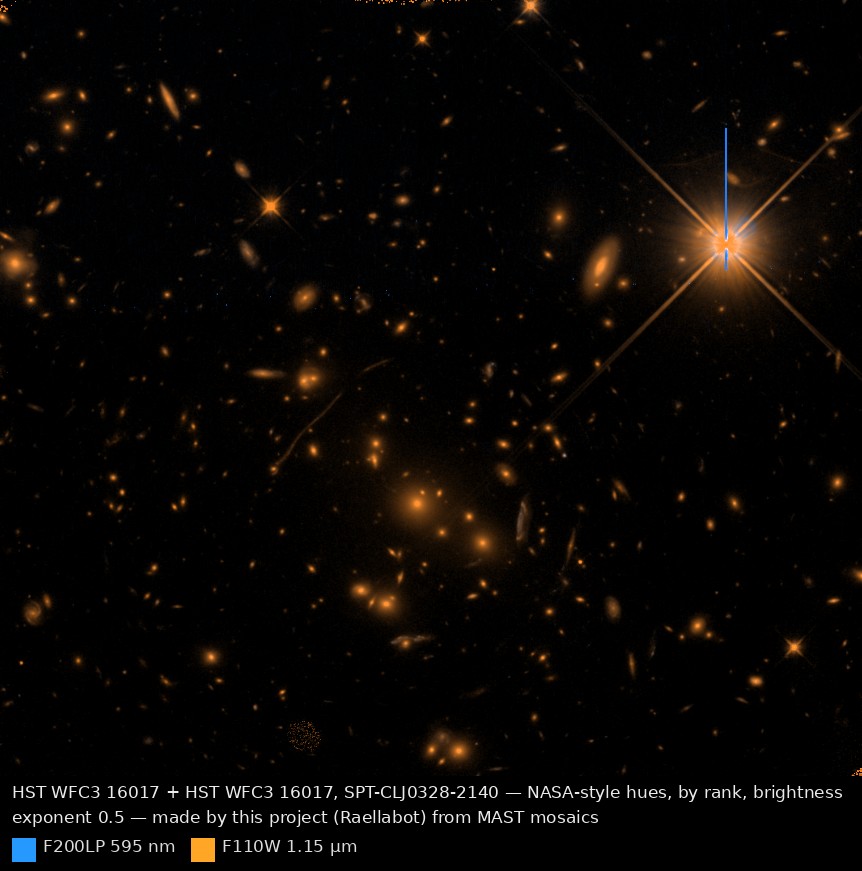 HST WFC3 16017 + HST WFC3 16017, SPT-CLJ0328-2140 — NASA-style hues, by rank, brightness
exponent 0.5 — made by this project (Raellabot) from MAST mosaics
F200LP 595 nm F110W 1.15 µm